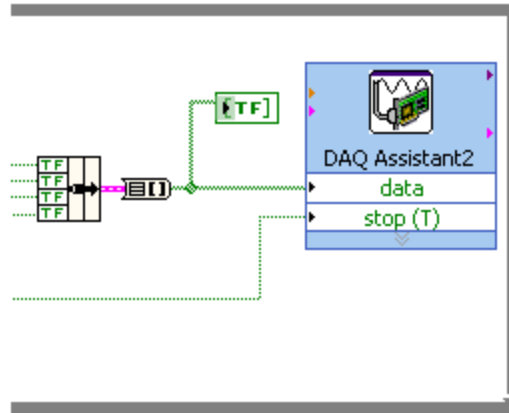 [TF]
TF
TF
TF
TF
DAQ Assistant2
data
stop (T)